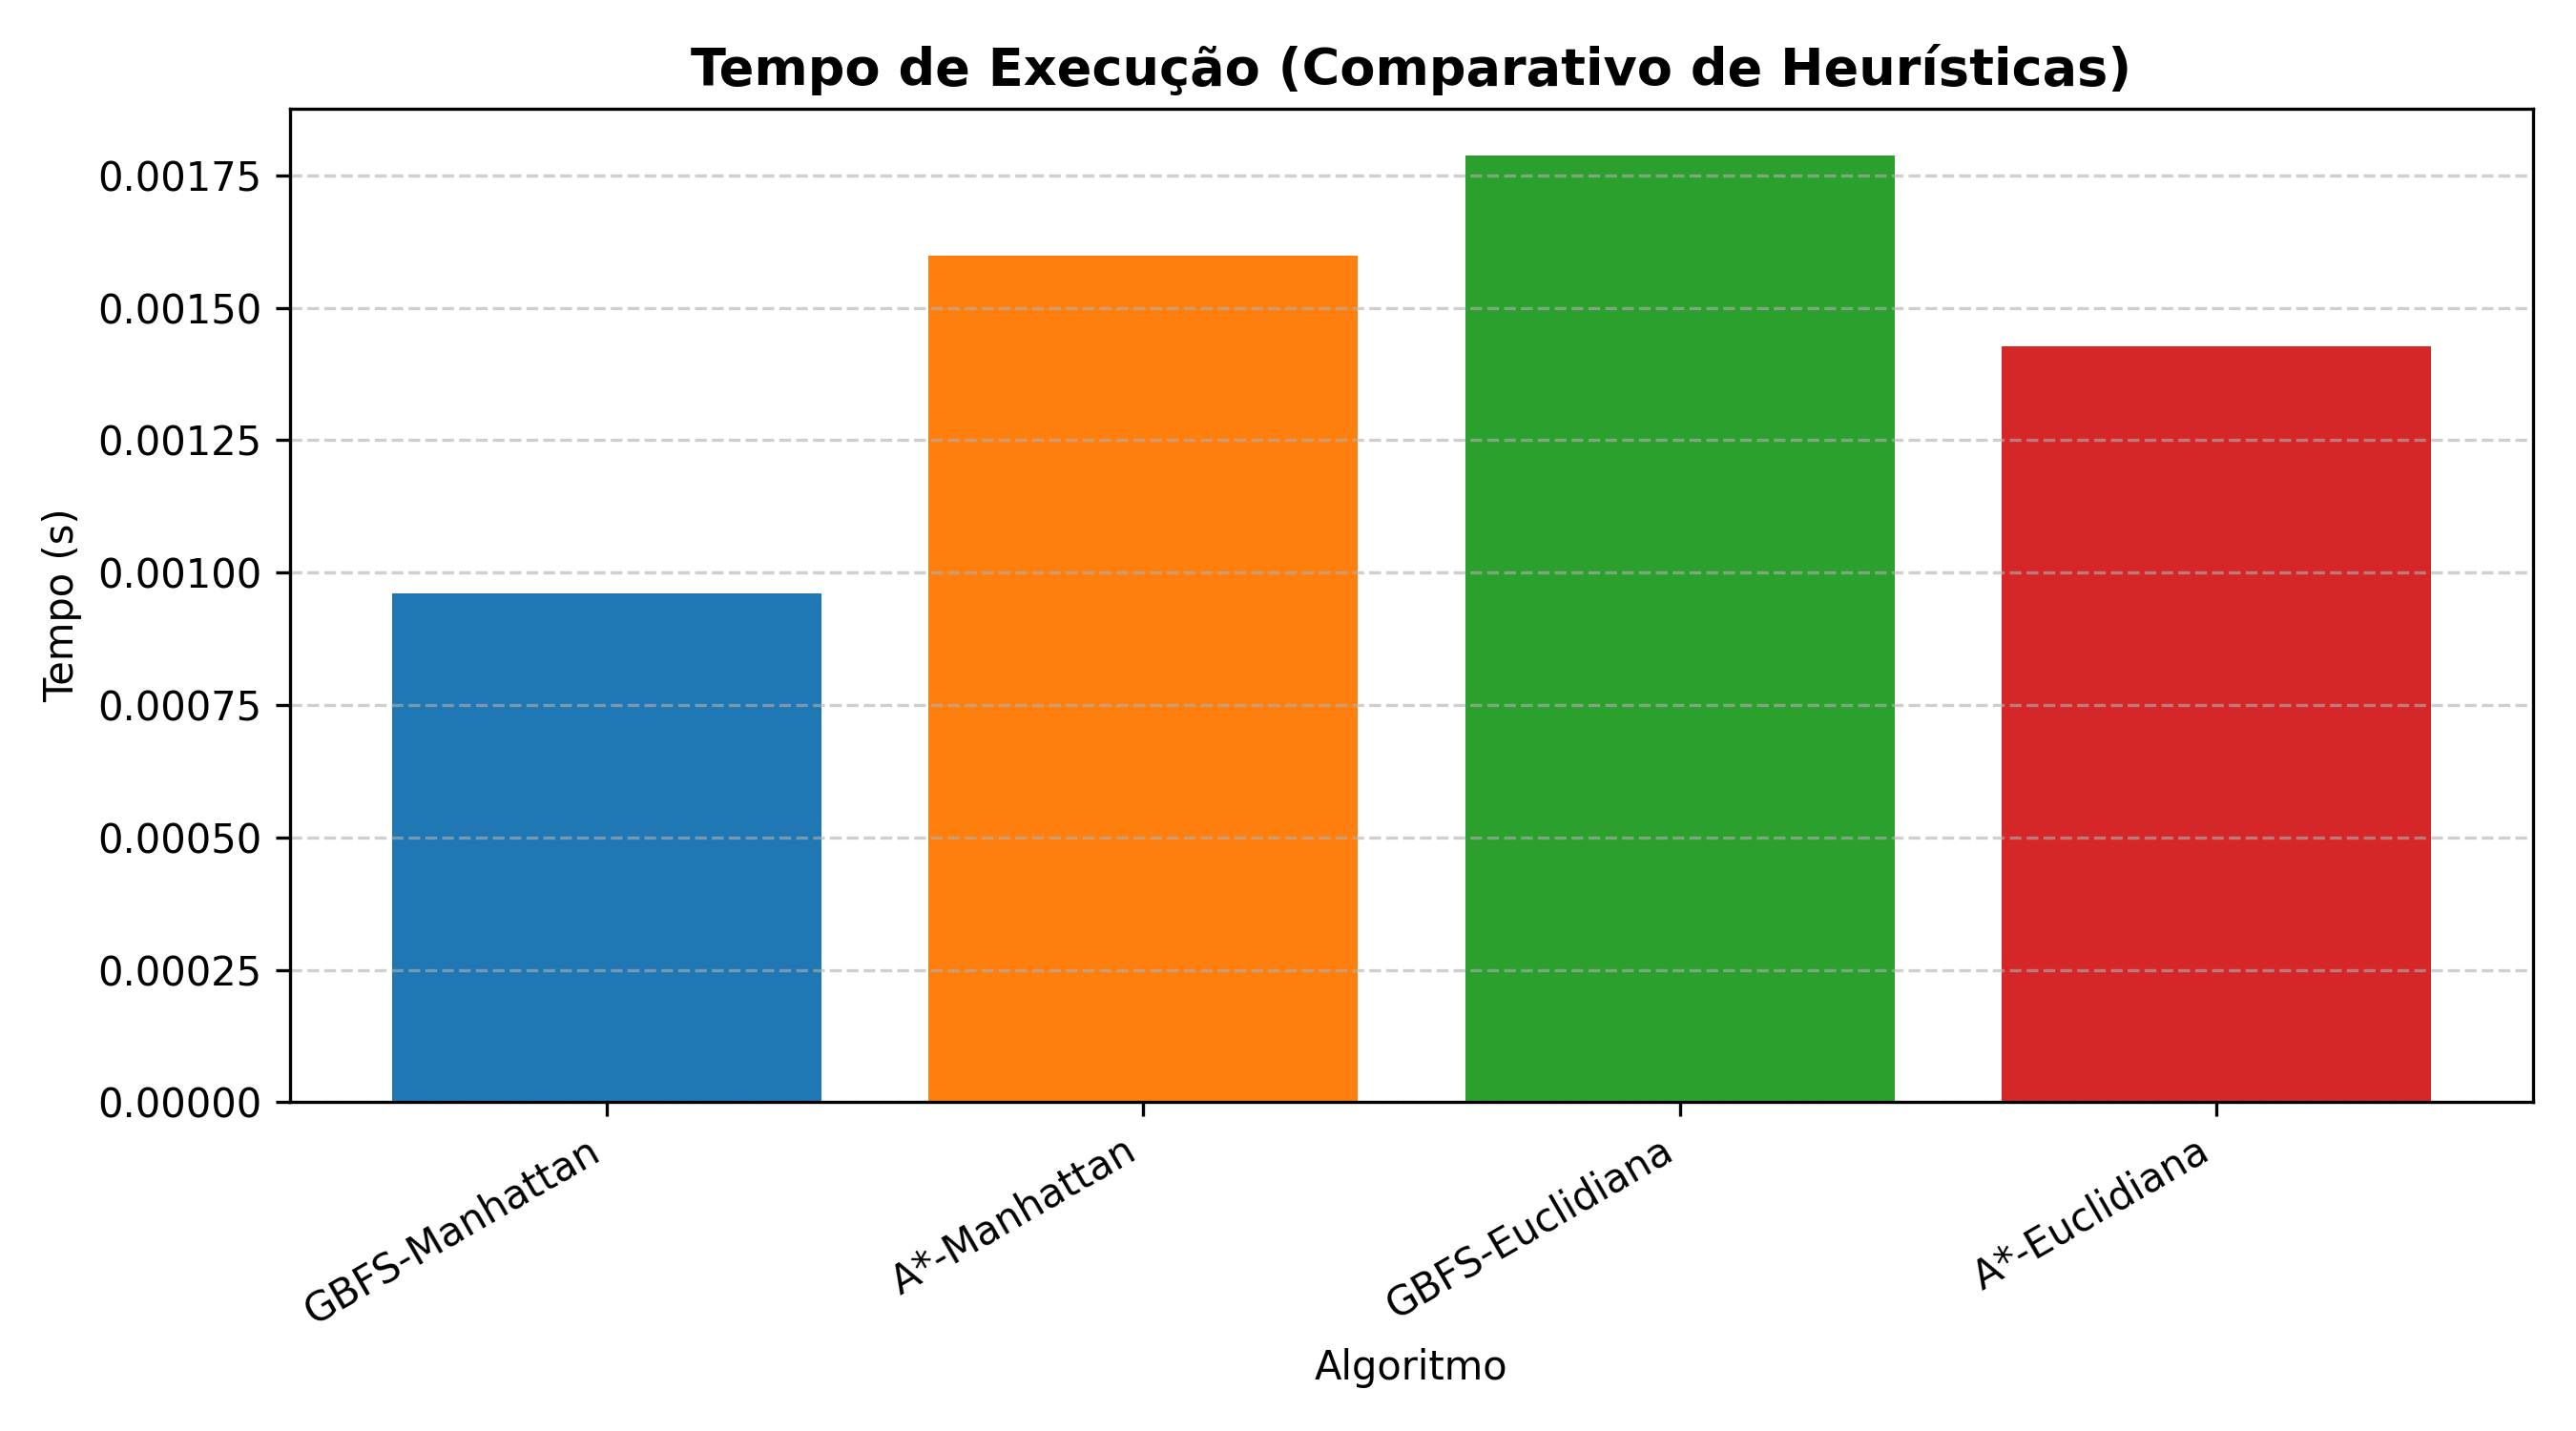 Tempo de Execução (Comparativo de Heurísticas)
Tempo (s)
0.00175
0.00150
0.00125
0.00100
0.00075
0.00050
0.00025
0.00000
GBFS-Manhattan
A*-Manhattan
GBFS-Euclidiana
A*-Euclidiana
Algoritmo